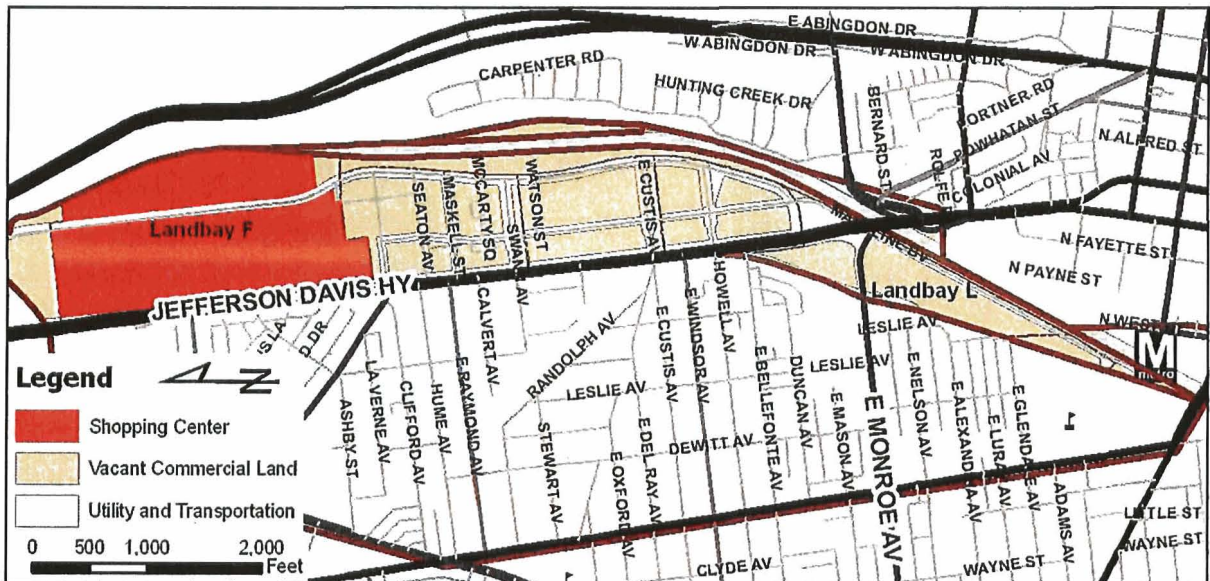 E ABINGDON DR
W ABINGDON DR
W ABINGDON DR
CARPENTER RD
HUNTING CREEK DR
BERNARD ST
PORTNER RD
POWHATAN ST
N ALFRED ST
COLONIAL AV
SEATON AV
MASKELL ST
MCCARTY SQ
SWANN AV
WATSON ST
E CUSTIS AV
Landbay F
N FAYETTE ST
N PAYNE ST
JEFFERSON DAVIS HY
Landbay L
N WEST
M
metro
Legend
N
Shopping Center
Vacant Commercial Land
Utility and Transportation
0 500 1,000 2,000
Feet
ASHBY ST
LA VERNE AV
CLIFFORD AV
HUME AV
E RAYMOND AV
CALVERT AV
RANDOLPH AV
LESLIE AV
STEWART AV
E OXFORD AV
E DEL RAY AV
E CUSTIS AV
E WINDSOR AV
HOWELL AV
E BELLEFONTE AV
DEWITT AV
DUNCAN AV
LESLIE AV
E MASON AV
LESLIE AV
E MONROE AV
E NELSON AV
E ALEXANDRIA AV
E LURAY AV
E GLENDALE AV
ADAMS AV
LITTLE ST
WAYNE ST
WAYNE ST
CLYDE AV